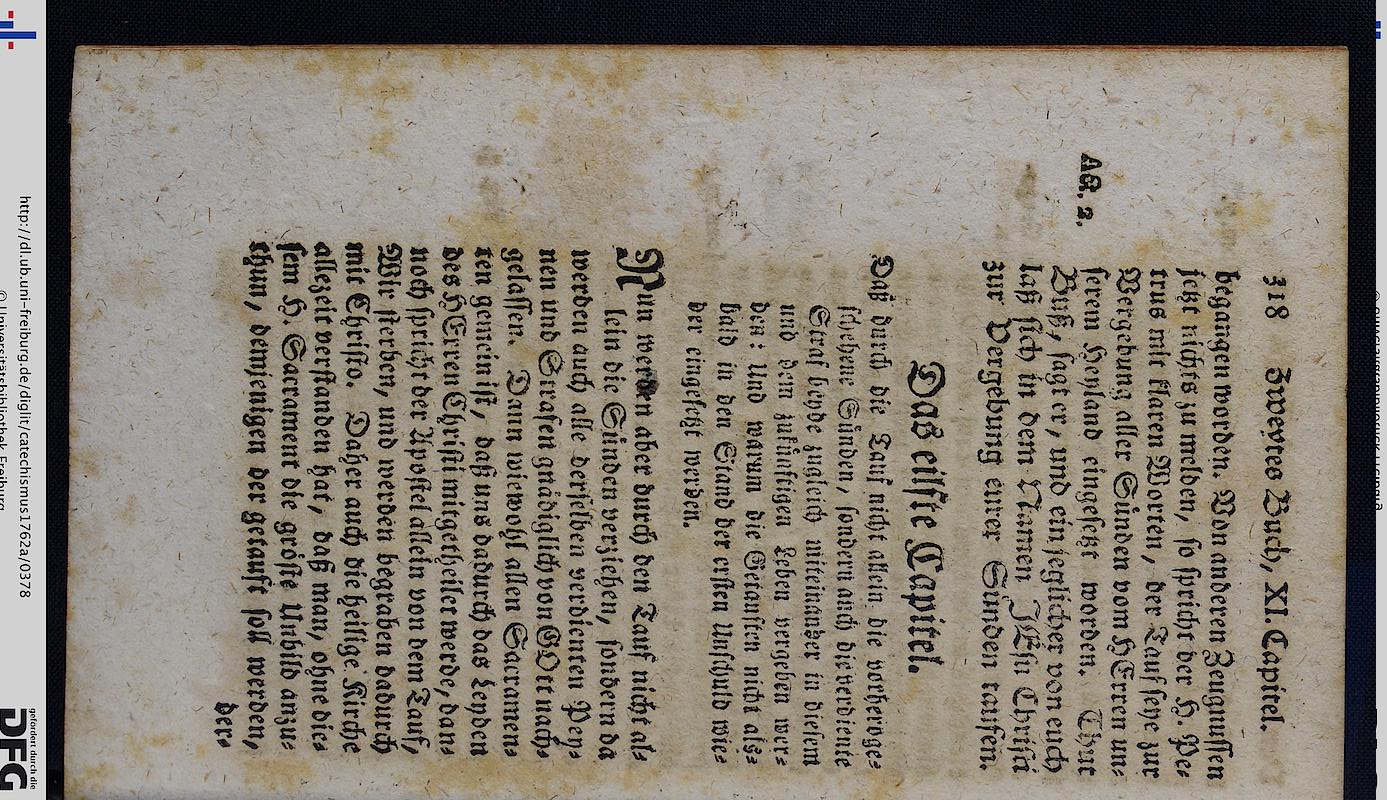 318 Zweytes Buch, XI. Capitel.
begangen worden. Von anderen Zeugnussen
jetzt nichts zu melden, so spricht der H. Pe⸗
trus mit klaren Worten, der Tauf seye zur
Vergebung aller Sünden vom HErren un⸗
serem Heyland eingesetzt worden. Thut
Act. 2.
Buß, sagt er, und ein jeglicher von euch
laß sich in dem Namen JEsu Christi
zur Vergebung eurer Sünden taufen.
Das eilfte Capitel.
Daß durch die Tauf nicht allein die vorheroge⸗
schehene Sünden, sondern auch die verdiente
Straf beyde zugleich miteinander in diesem
und dem zukünftigen Leben vergeben wer⸗
den: Und warum die Getauften nicht als⸗
bald in den Stand der ersten Unschuld wie⸗
der eingesetzt werden.
Nun werden aber durch den Tauf nicht al⸗
lein die Sünden verziehen, sondern da
werden auch alle derselben verdienten Pey⸗
nen und Strafen gnädiglich von GOtt nach⸗
gelassen. Dann wiewohl allen Sacramen⸗
ten gemein ist, daß uns dadurch das Leyden
des HErren Christi mitgetheilet werde, dan⸗
noch spricht der Apostel allein von dem Tauf,
Wir sterben, und werden begraben dadurch
mit Christo. Daher auch die heilige Kirche
allezeit verstanden hat, daß man, ohne die⸗
sem H. Sacrament die gröste Unbild anzu⸗
thun, demjenigen der getauft soll werden,
der⸗
http://dl.ub.uni-freiburg.de/diglit/catechismus1762a/0378
© Universitätsbibliothek Freiburg
gefördert durch die
DFG